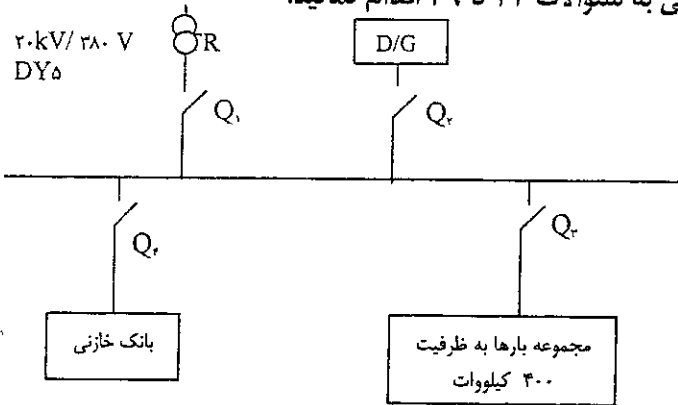 ۲۰kV/ ۳۸۰ V
DY۵
R
D/G
Q۱
Q۲
Q۴
Q۳
بانک خازنی
مجموعه بارها به ظرفیت
۴۰۰ کیلووات